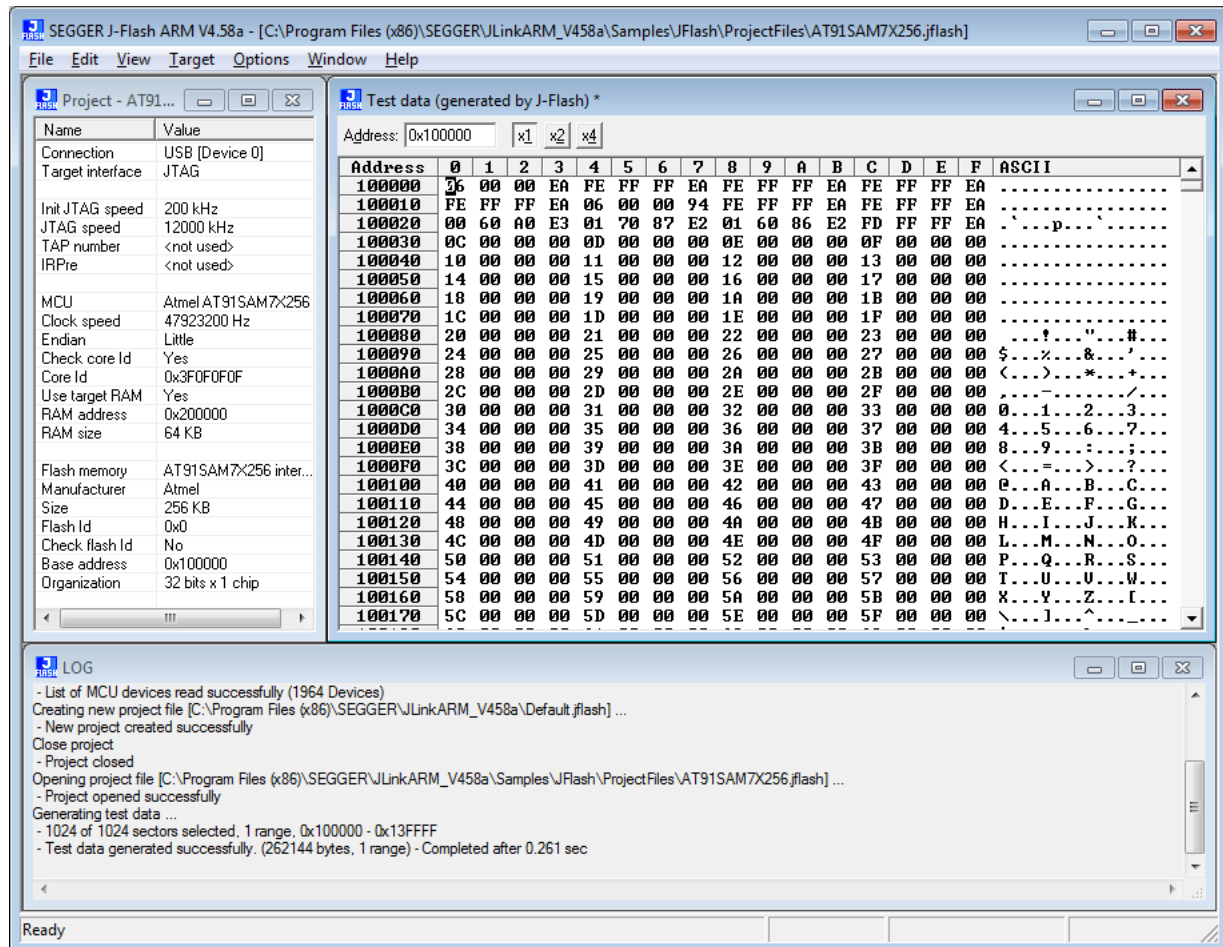 SEGGER J-Flash ARM V4.58a - [C:\Program Files (x86)\SEGGER\JLinkARM_V458a\Samples\JFlash\ProjectFiles\AT91SAM7X256.jflash]
File Edit View Target Options Window Help
Project - AT91...
Name Value
Connection USB [Device 0]
Target interface JTAG
Init JTAG speed 200 kHz
JTAG speed 12000 kHz
TAP number <not used>
IRPre <not used>
MCU Atmel AT91SAM7X256
Clock speed 47923200 Hz
Endian Little
Check core Id Yes
Core Id 0x3F0F0F0F
Use target RAM Yes
RAM address 0x200000
RAM size 64 KB
Flash memory AT91SAM7X256 inter...
Manufacturer Atmel
Size 256 KB
Flash Id 0x0
Check flash Id No
Base address 0x100000
Organization 32 bits x 1 chip
Test data (generated by J-Flash) *
Address: 0x100000 x1 x2 x4
Address 0 1 2 3 4 5 6 7 8 9 A B C D E F ASCII
100000 06 00 00 EA FE FF FF EA FE FF FF EA FE FF FF EA ................
100010 FE FF FF EA 06 00 00 94 FE FF FF EA FE FF FF EA ................
100020 00 60 A0 E3 01 70 87 E2 01 60 86 E2 FD FF FF EA .`...p...`......
100030 0C 00 00 00 0D 00 00 00 0E 00 00 00 0F 00 00 00 ................
100040 10 00 00 00 11 00 00 00 12 00 00 00 13 00 00 00 ................
100050 14 00 00 00 15 00 00 00 16 00 00 00 17 00 00 00 ................
100060 18 00 00 00 19 00 00 00 1A 00 00 00 1B 00 00 00 ................
100070 1C 00 00 00 1D 00 00 00 1E 00 00 00 1F 00 00 00 ................
100080 20 00 00 00 21 00 00 00 22 00 00 00 23 00 00 00 ...!..."...#...
100090 24 00 00 00 25 00 00 00 26 00 00 00 27 00 00 00 $...%...&...'...
1000A0 28 00 00 00 29 00 00 00 2A 00 00 00 2B 00 00 00 (...)...*...+...
1000B0 2C 00 00 00 2D 00 00 00 2E 00 00 00 2F 00 00 00 ,...-......./...
1000C0 30 00 00 00 31 00 00 00 32 00 00 00 33 00 00 00 0...1...2...3...
1000D0 34 00 00 00 35 00 00 00 36 00 00 00 37 00 00 00 4...5...6...7...
1000E0 38 00 00 00 39 00 00 00 3A 00 00 00 3B 00 00 00 8...9...:...;...
1000F0 3C 00 00 00 3D 00 00 00 3E 00 00 00 3F 00 00 00 <...=...>...?...
100100 40 00 00 00 41 00 00 00 42 00 00 00 43 00 00 00 @...A...B...C...
100110 44 00 00 00 45 00 00 00 46 00 00 00 47 00 00 00 D...E...F...G...
100120 48 00 00 00 49 00 00 00 4A 00 00 00 4B 00 00 00 H...I...J...K...
100130 4C 00 00 00 4D 00 00 00 4E 00 00 00 4F 00 00 00 L...M...N...O...
100140 50 00 00 00 51 00 00 00 52 00 00 00 53 00 00 00 P...Q...R...S...
100150 54 00 00 00 55 00 00 00 56 00 00 00 57 00 00 00 T...U...V...W...
100160 58 00 00 00 59 00 00 00 5A 00 00 00 5B 00 00 00 X...Y...Z...[...
100170 5C 00 00 00 5D 00 00 00 5E 00 00 00 5F 00 00 00 \...]...^..._...
LOG
- List of MCU devices read successfully (1964 Devices)
Creating new project file [C:\Program Files (x86)\SEGGER\JLinkARM_V458a\Default.jflash] ...
- New project created successfully
Close project
- Project closed
Opening project file [C:\Program Files (x86)\SEGGER\JLinkARM_V458a\Samples\JFlash\ProjectFiles\AT91SAM7X256.jflash] ...
- Project opened successfully
Generating test data ...
- 1024 of 1024 sectors selected, 1 range, 0x100000 - 0x13FFFF
- Test data generated successfully. (262144 bytes, 1 range) - Completed after 0.261 sec
Ready